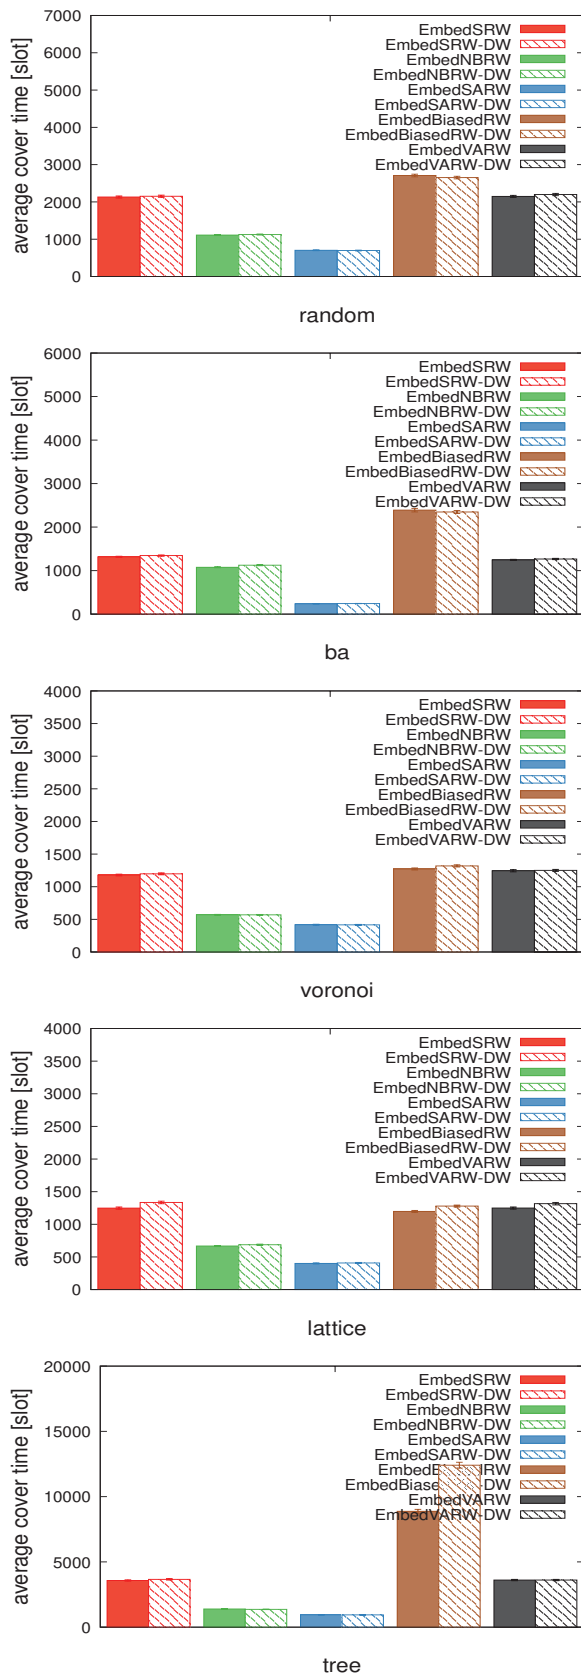 average cover time [slot]
7000
6000
5000
4000
3000
2000
1000
0
EmbedSRW
EmbedSRW-DW
EmbedNBRW
EmbedNBRW-DW
EmbedSARW
EmbedSARW-DW
EmbedBiasedRW
EmbedBiasedRW-DW
EmbedVARW
EmbedVARW-DW
random
average cover time [slot]
6000
5000
4000
3000
2000
1000
0
EmbedSRW
EmbedSRW-DW
EmbedNBRW
EmbedNBRW-DW
EmbedSARW
EmbedSARW-DW
EmbedBiasedRW
EmbedBiasedRW-DW
EmbedVARW
EmbedVARW-DW
ba
average cover time [slot]
4000
3500
3000
2500
2000
1500
1000
500
0
EmbedSRW
EmbedSRW-DW
EmbedNBRW
EmbedNBRW-DW
EmbedSARW
EmbedSARW-DW
EmbedBiasedRW
EmbedBiasedRW-DW
EmbedVARW
EmbedVARW-DW
voronoi
average cover time [slot]
4000
3500
3000
2500
2000
1500
1000
500
0
EmbedSRW
EmbedSRW-DW
EmbedNBRW
EmbedNBRW-DW
EmbedSARW
EmbedSARW-DW
EmbedBiasedRW
EmbedBiasedRW-DW
EmbedVARW
EmbedVARW-DW
lattice
average cover time [slot]
20000
15000
10000
5000
0
EmbedSRW
EmbedSRW-DW
EmbedNBRW
EmbedNBRW-DW
EmbedSARW
EmbedSARW-DW
EmbedBiasedRW
EmbedBiasedRW-DW
EmbedVARW
EmbedVARW-DW
tree